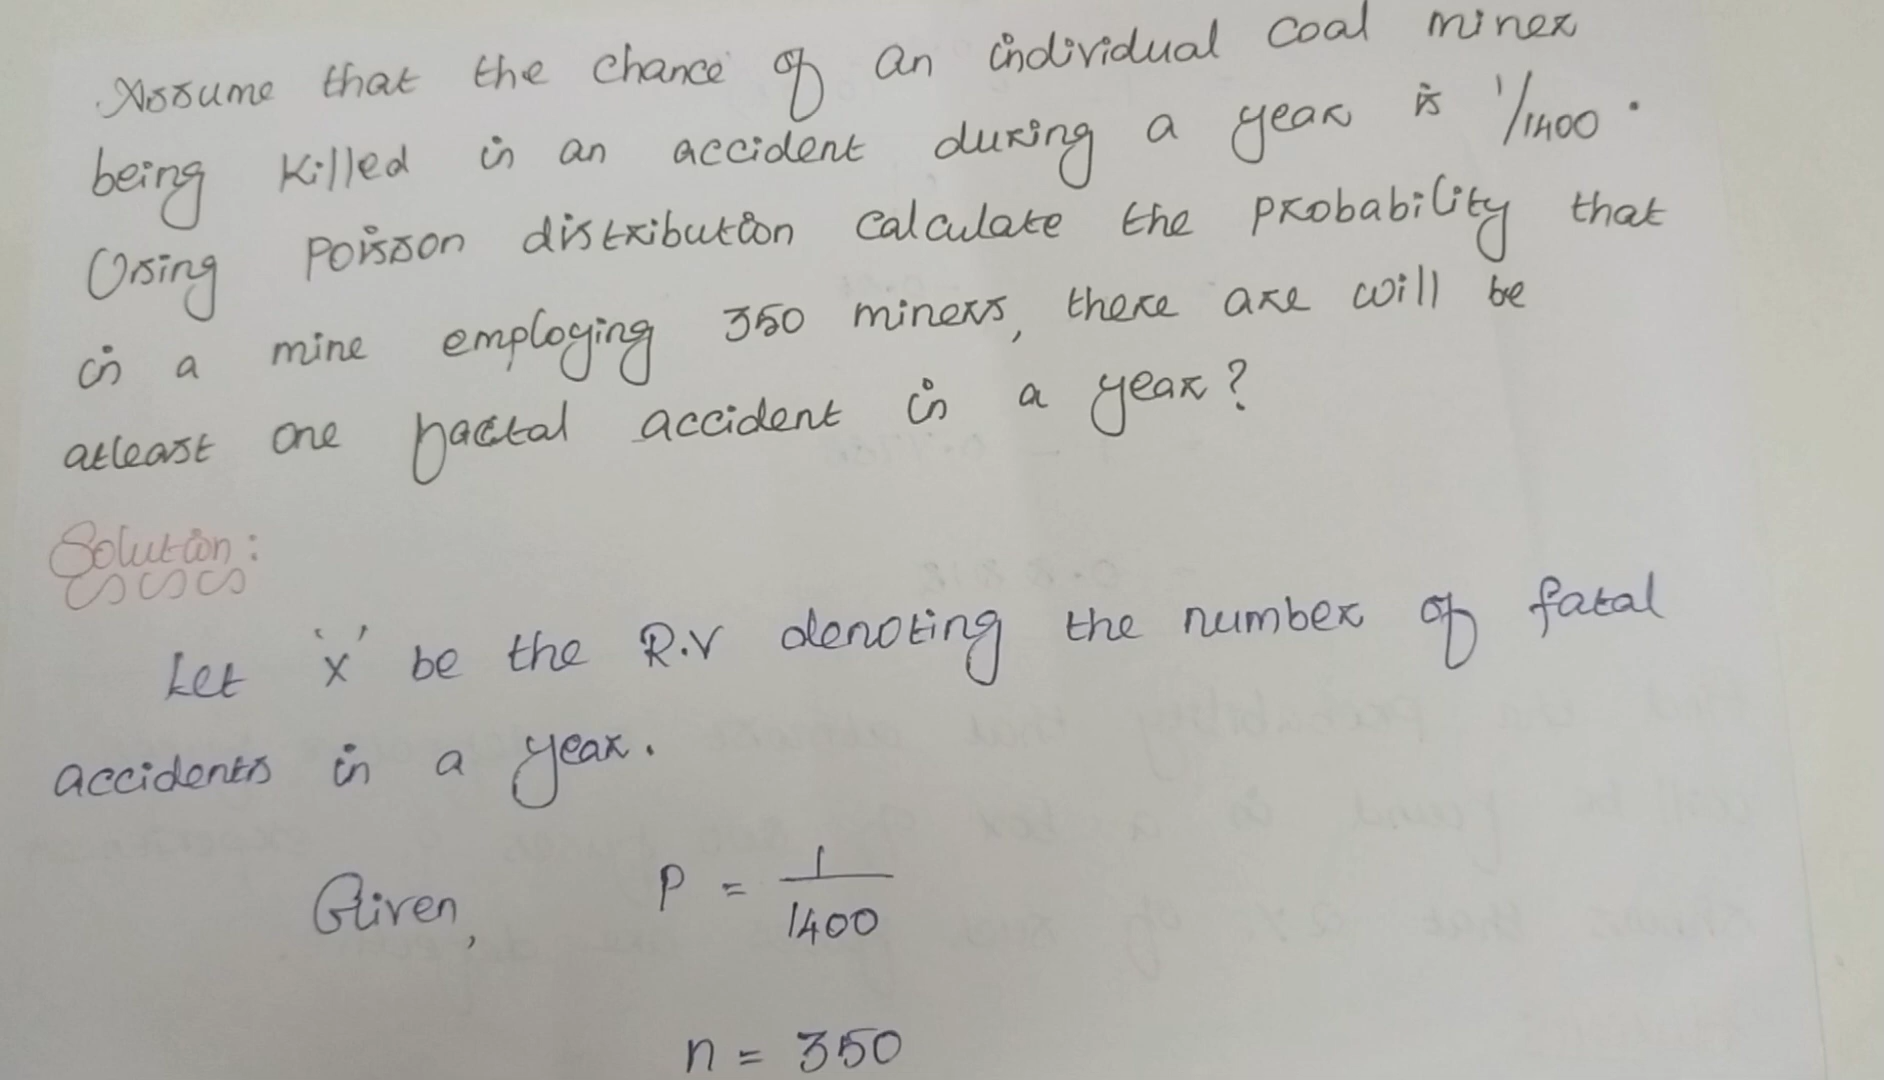 Assume that the chance of an individual coal miner
being killed in an accident during a year is 1/1400.
Using Poisson distribution calculate the probability that
in a mine employing 350 miners, there are will be
atleast one factal accident in a year?
Solution:
Let 'x' be the R.V denoting the number of fatal
accidents in a year.
Given, P = 1/1400
n = 350